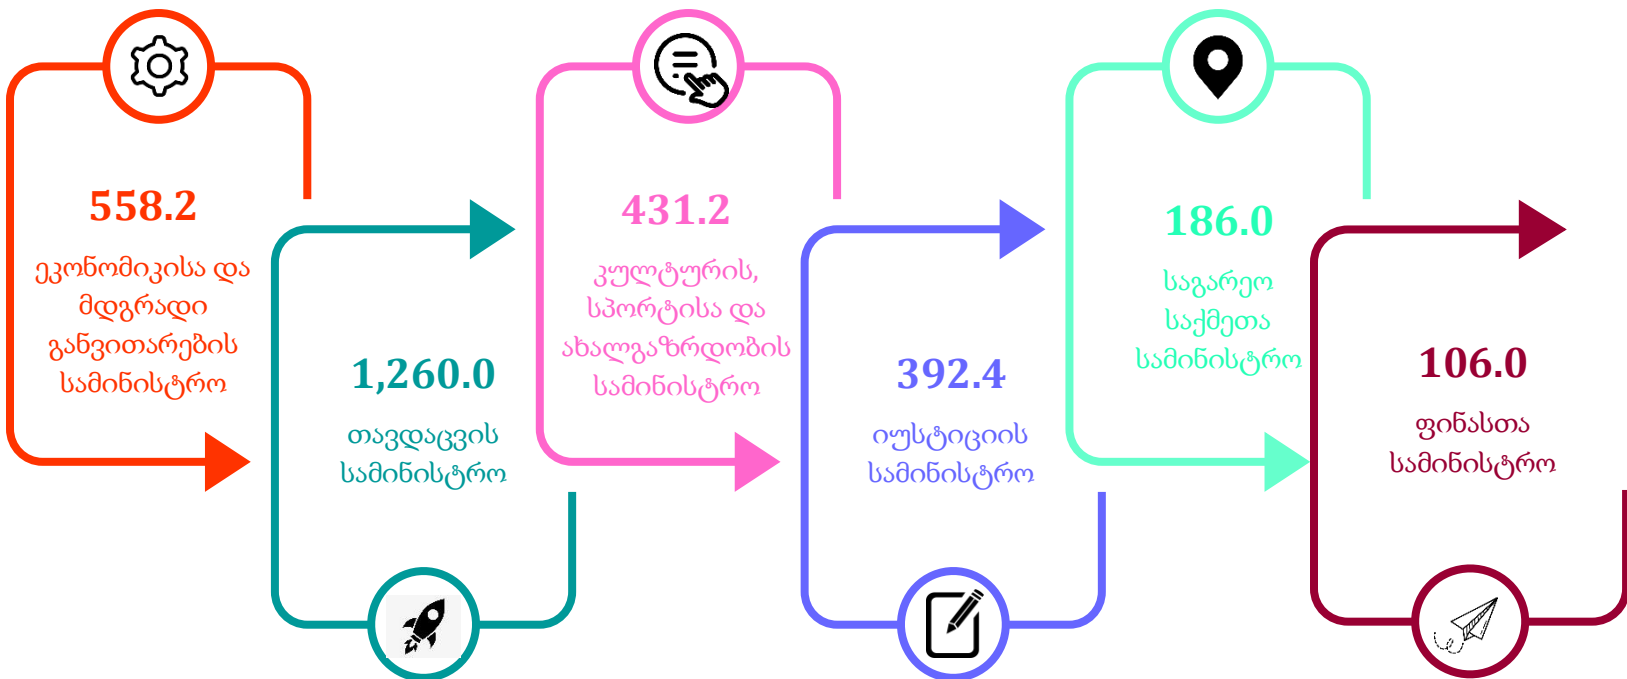 558.2
ეკონომიკისა და
მდგრადი
განვითარების
სამინისტრო
1,260.0
თავდაცვის
სამინისტრო
431.2
კულტურის,
სპორტისა და
ახალგაზრდობის
სამინისტრო
392.4
იუსტიციის
სამინისტრო
186.0
საგარეო
საქმეთა
სამინისტრო
106.0
ფინასთა
სამინისტრო